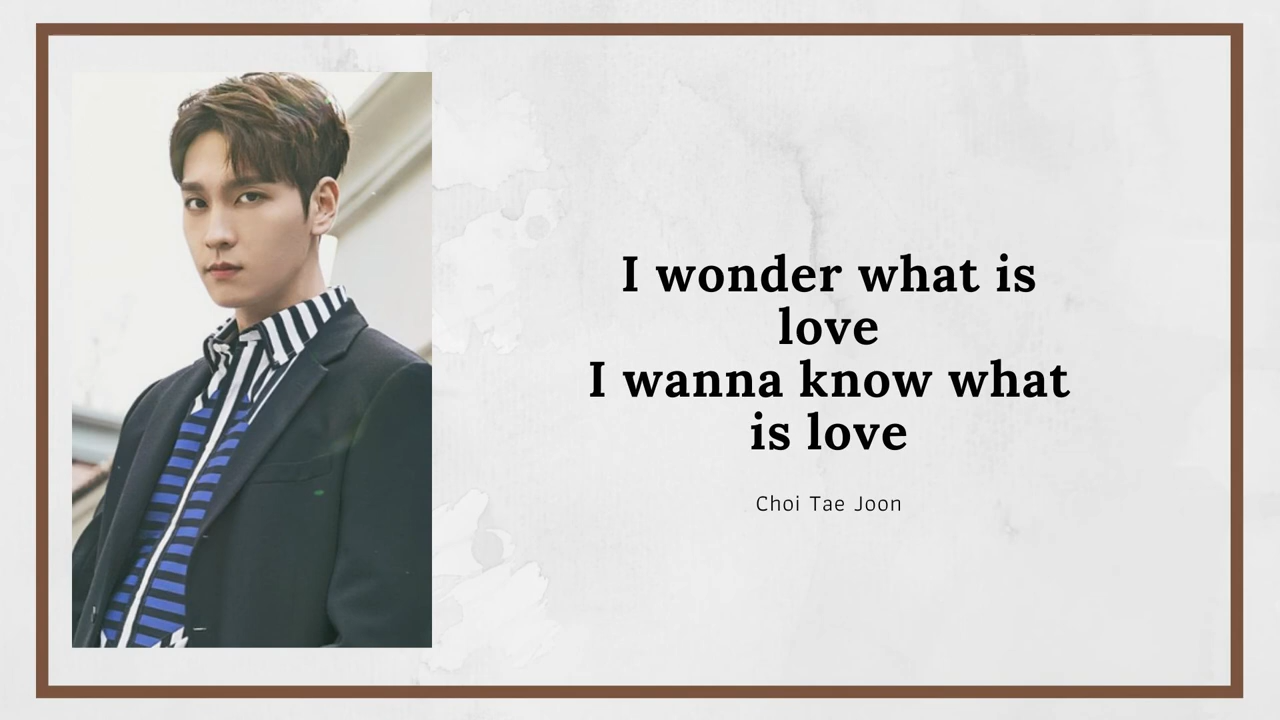 I wonder what is
love
I wanna know what
is love
Choi Tae Joon